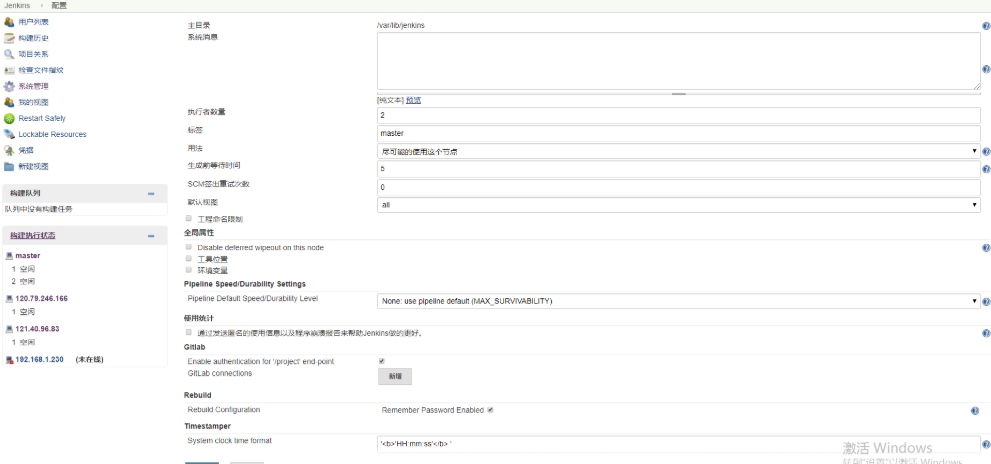 Jenkins › 配置
用户列表
构建历史
项目关系
检查文件指纹
系统管理
我的视图
Restart Safely
Lockable Resources
凭据
新建视图
构建队列
队列中没有构建任务
构建执行状态
master
1 空闲
2 空闲
120.79.246.166
1 空闲
121.40.96.83
1 空闲
192.168.1.230 (未在线)
主目录 /var/lib/jenkins
系统消息
[纯文本] 预览
执行者数量 2
标签 master
用法 尽可能的使用这个节点
生成前等待时间 5
SCM签出重试次数 0
默认视图 all
工程命名限制
全局属性
Disable deferred wipeout on this node
工具位置
环境变量
Pipeline Speed/Durability Settings
Pipeline Default Speed/Durability Level None: use pipeline default (MAX_SURVIVABILITY)
使用统计
通过发送匿名的使用信息以及程序崩溃报告来帮助Jenkins做的更好。
Gitlab
Enable authentication for '/project' end-point
GitLab connections 新增
Rebuild
Rebuild Configuration Remember Password Enabled
Timestamper
System clock time format '<b>'HH:mm:ss'</b> '
激活 Windows
转到"设置"以激活 Windows